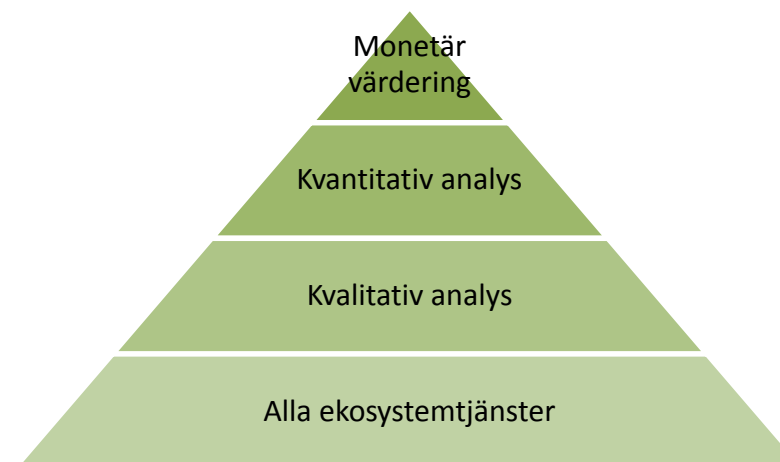 Monetär
värdering
Kvantitativ analys
Kvalitativ analys
Alla ekosystemtjänster